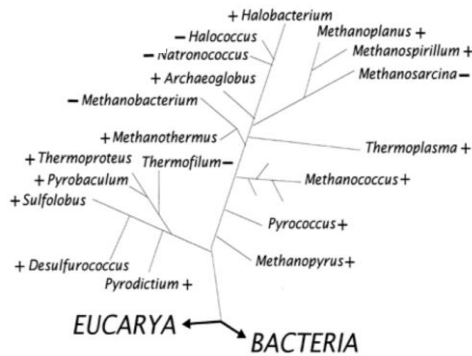 + Halobacterium
− Halococcus
Methanoplanus +
− Natronococcus
Methanospirillum +
+ Archaeoglobus
Methanosarcina −
− Methanobacterium
+ Methanothermus
Thermoplasma +
+ Thermoproteus
Thermofilum −
+ Pyrobaculum
Methanococcus +
+ Sulfolobus
Pyrococcus +
+ Desulfurococcus
Methanopyrus +
Pyrodictium +
EUCARYA
BACTERIA